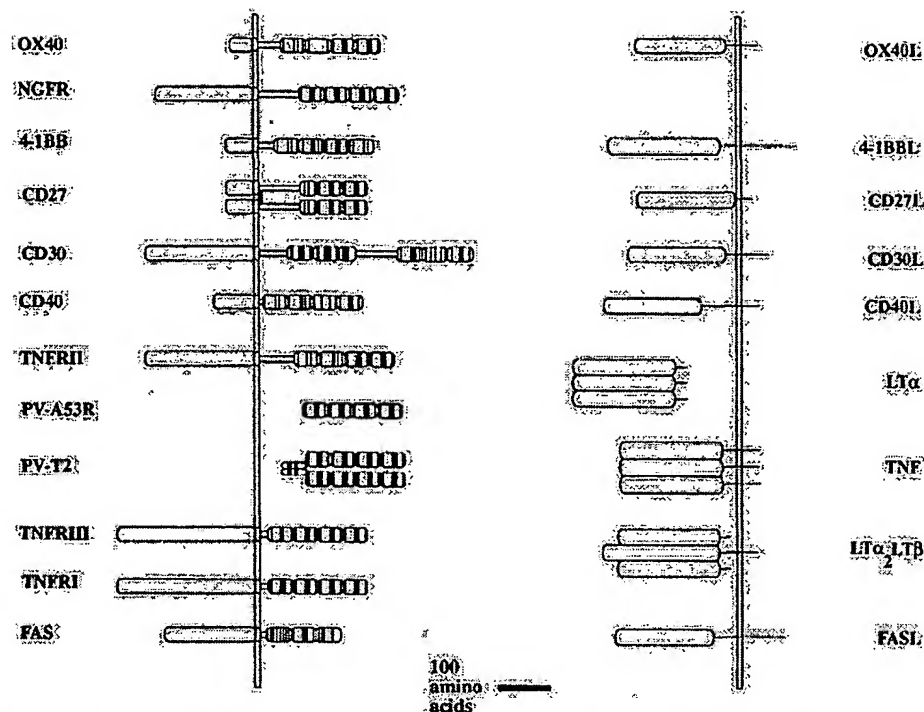 OX40
NGFR
4-1BB
CD27
CD30
CD40
TNFRII
PV-A53R
PV-T2
TNFRIII
TNFRI
FAS
OX40L
4-1BBL
CD27L
CD30L
CD40L
LTα
TNF
LTα2LTβ
FASL
100
amino
acids